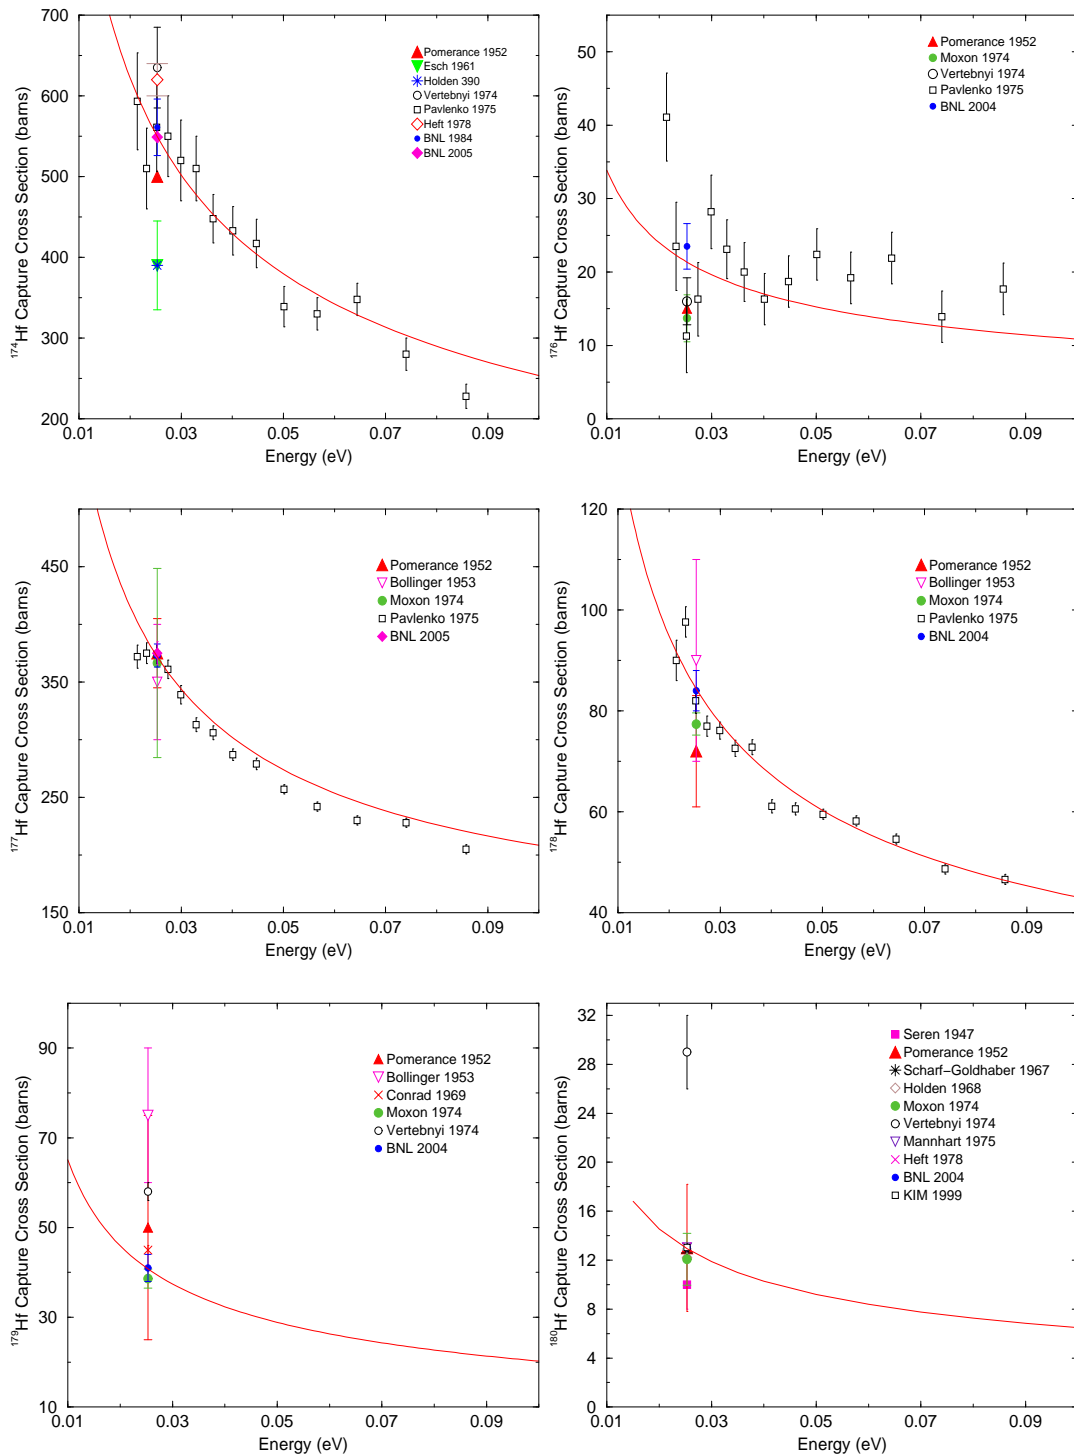 700
600
500
400
300
200
0.01
0.03
0.05
0.07
0.09
Energy (eV)
174Hf Capture Cross Section (barns)
Pomerance 1952
Esch 1961
Holden 390
Vertebnyi 1974
Pavlenko 1975
Heft 1978
BNL 1984
BNL 2005
56
46
36
26
16
10
0
0.01
0.03
0.05
0.07
0.09
Energy (eV)
176Hf Capture Cross Section (barns)
Pomerance 1952
Moxon 1974
Vertebnyi 1974
Pavlenko 1975
BNL 2004
450
350
250
150
0.01
0.03
0.05
0.07
0.09
Energy (eV)
177Hf Capture Cross Section (barns)
Pomerance 1952
Bollinger 1953
Moxon 1974
Pavlenko 1975
BNL 2005
120
100
80
60
40
0.01
0.03
0.05
0.07
0.09
Energy (eV)
178Hf Capture Cross Section (barns)
Pomerance 1952
Bollinger 1953
Moxon 1974
Pavlenko 1975
BNL 2004
90
70
50
30
10
0.01
0.03
0.05
0.07
0.09
Energy (eV)
179Hf Capture Cross Section (barns)
Pomerance 1952
Bollinger 1953
Conrad 1969
Moxon 1974
Vertebnyi 1974
BNL 2004
32
28
24
20
16
12
8
4
0
0.01
0.03
0.05
0.07
0.09
Energy (eV)
180Hf Capture Cross Section (barns)
Seren 1947
Pomerance 1952
Scharf−Goldhaber 1967
Holden 1968
Moxon 1974
Vertebnyi 1974
Mannhart 1975
Heft 1978
BNL 2004
KIM 1999